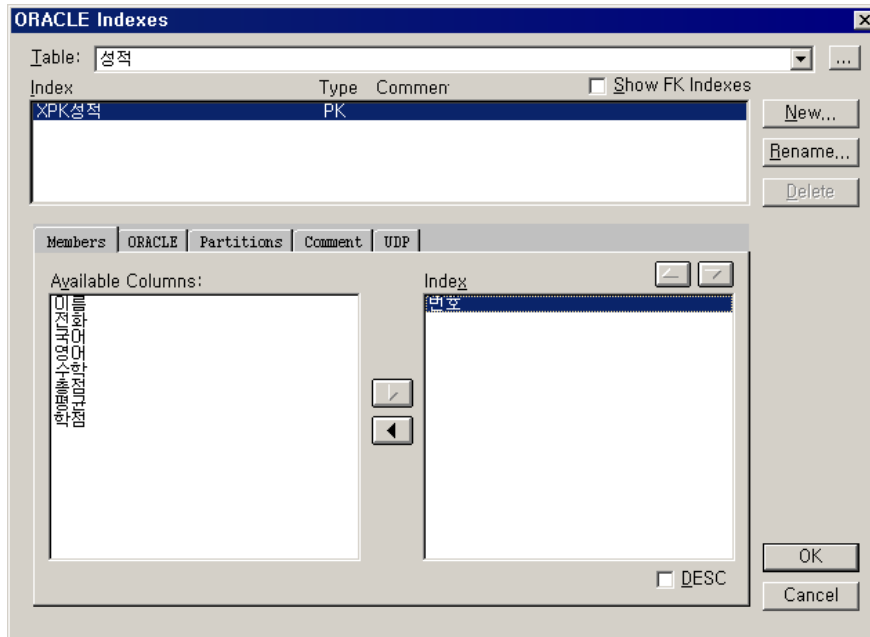 ORACLE Indexes
Table: 성적 ...
Index Type Commen Show FK Indexes
XPK성적 PK
New...
Rename...
Delete
Members ORACLE Partitions Comment UDP
Available Columns: Index
이름
전화
국어
영어
수학
총점
평균
학점
번호
DESC
OK
Cancel